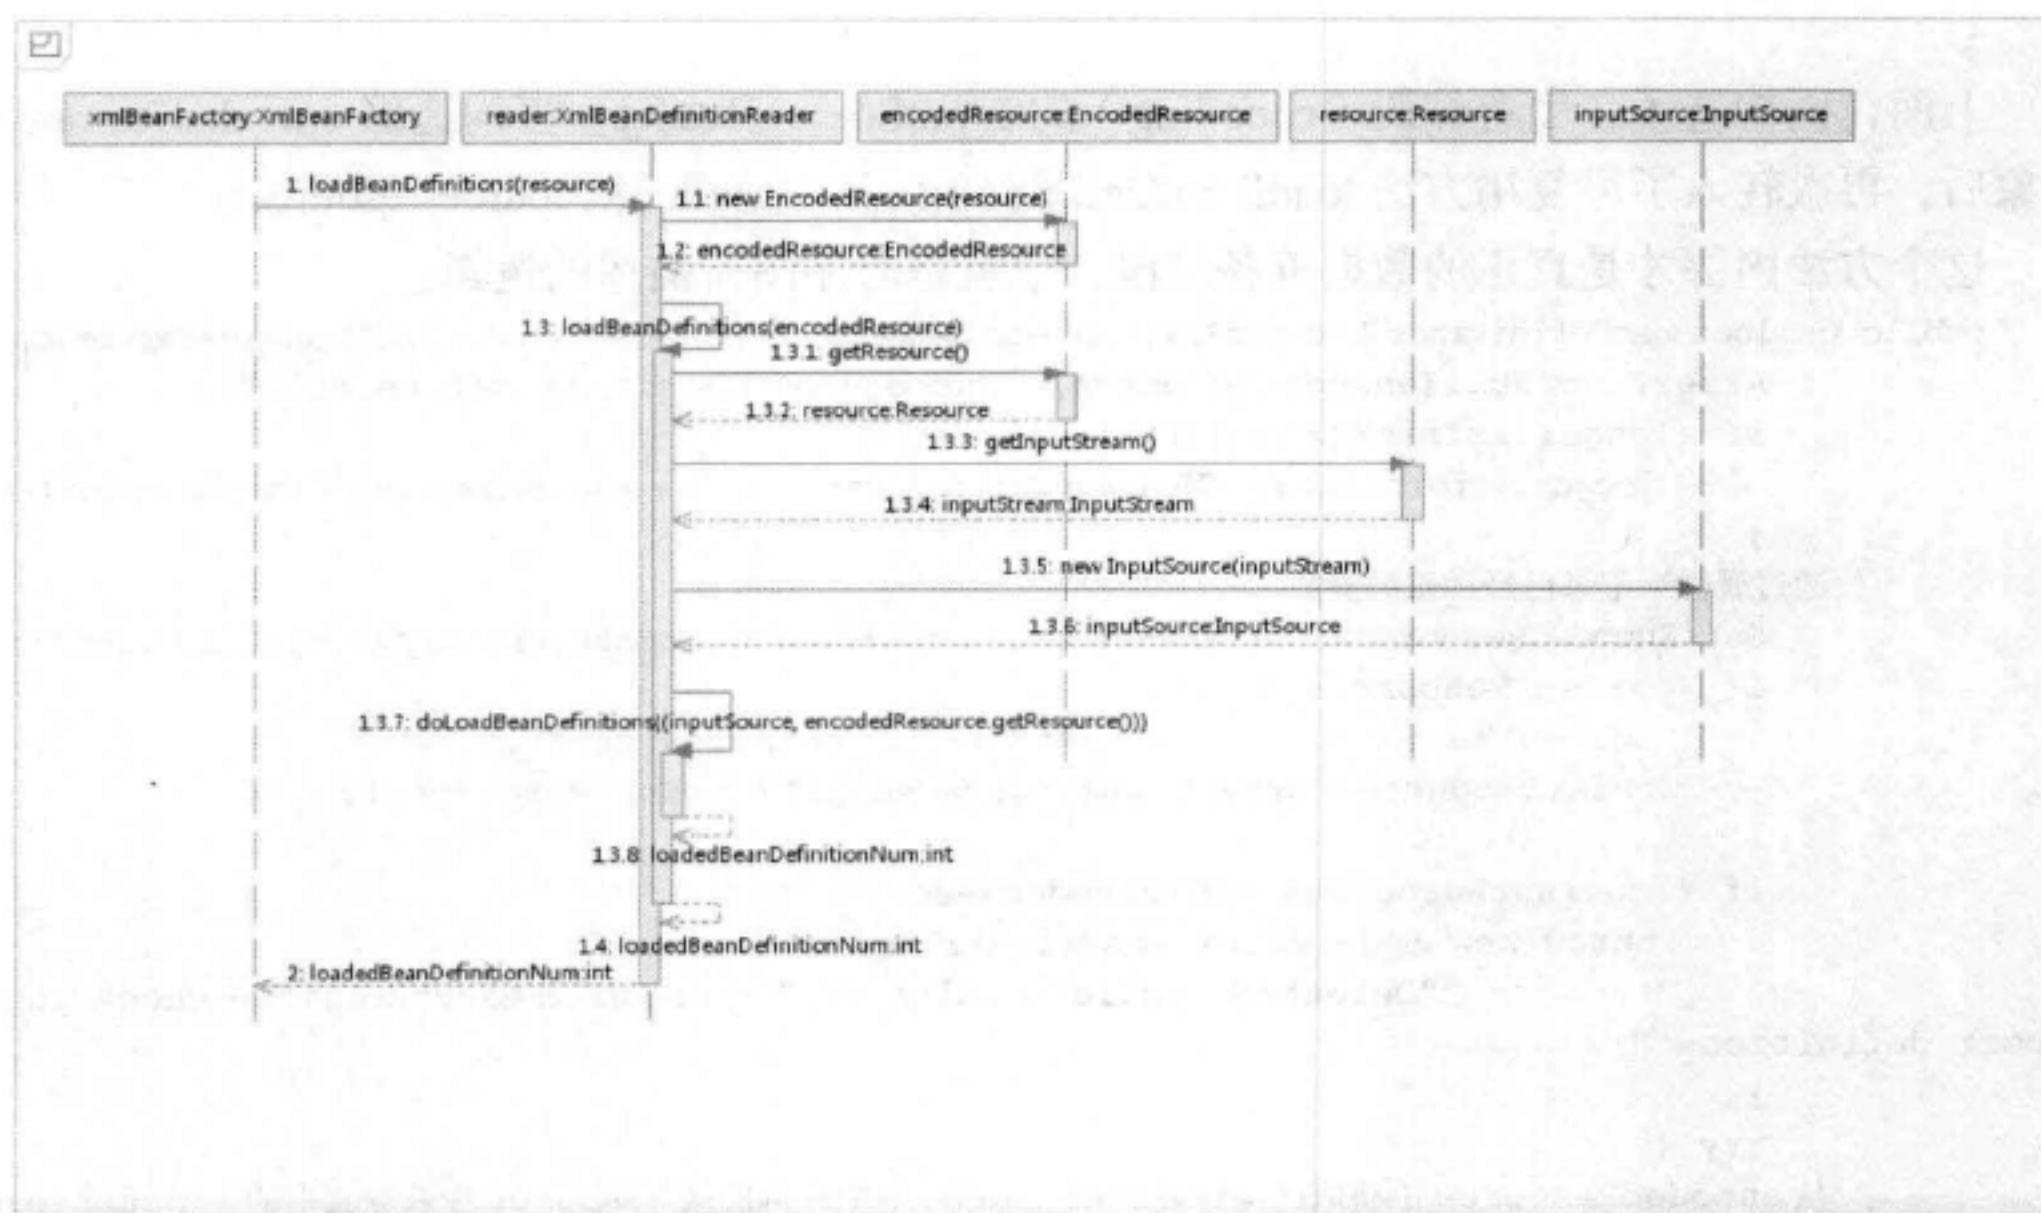 xmlBeanFactory:XmlBeanFactory
reader:XmlBeanDefinitionReader
encodedResource:EncodedResource
resource:Resource
inputSource:InputSource
1. loadBeanDefinitions(resource)
1.1: new EncodedResource(resource)
1.2: encodedResource:EncodedResource
1.3: loadBeanDefinitions(encodedResource)
1.3.1: getResource()
1.3.2: resource:Resource
1.3.3: getInputStream()
1.3.4: inputStream:InputStream
1.3.5: new InputSource(inputStream)
1.3.6: inputSource:InputSource
1.3.7: doLoadBeanDefinitions((inputSource, encodedResource.getResource()))
1.3.8: loadedBeanDefinitionNum:int
1.4: loadedBeanDefinitionNum:int
2: loadedBeanDefinitionNum:int